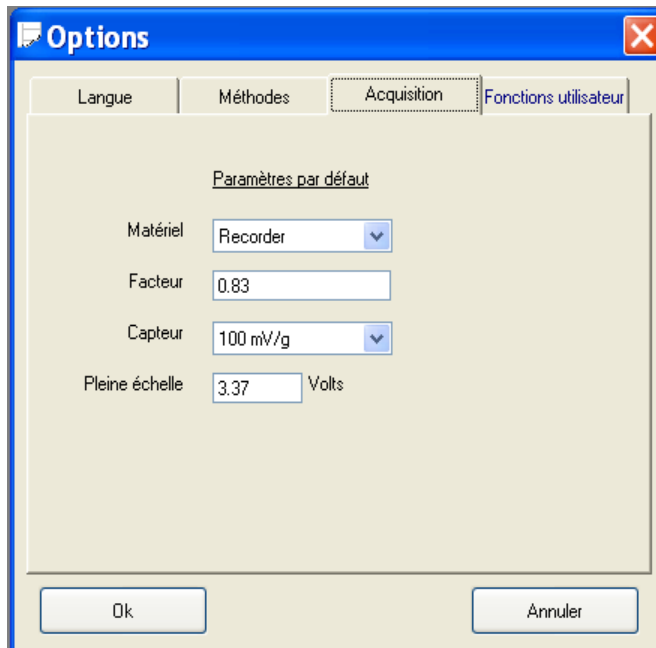 Options
Langue Méthodes Acquisition Fonctions utilisateur
Paramètres par défaut
Matériel Recorder
Facteur 0.83
Capteur 100 mV/g
Pleine échelle 3.37 Volts
Ok Annuler